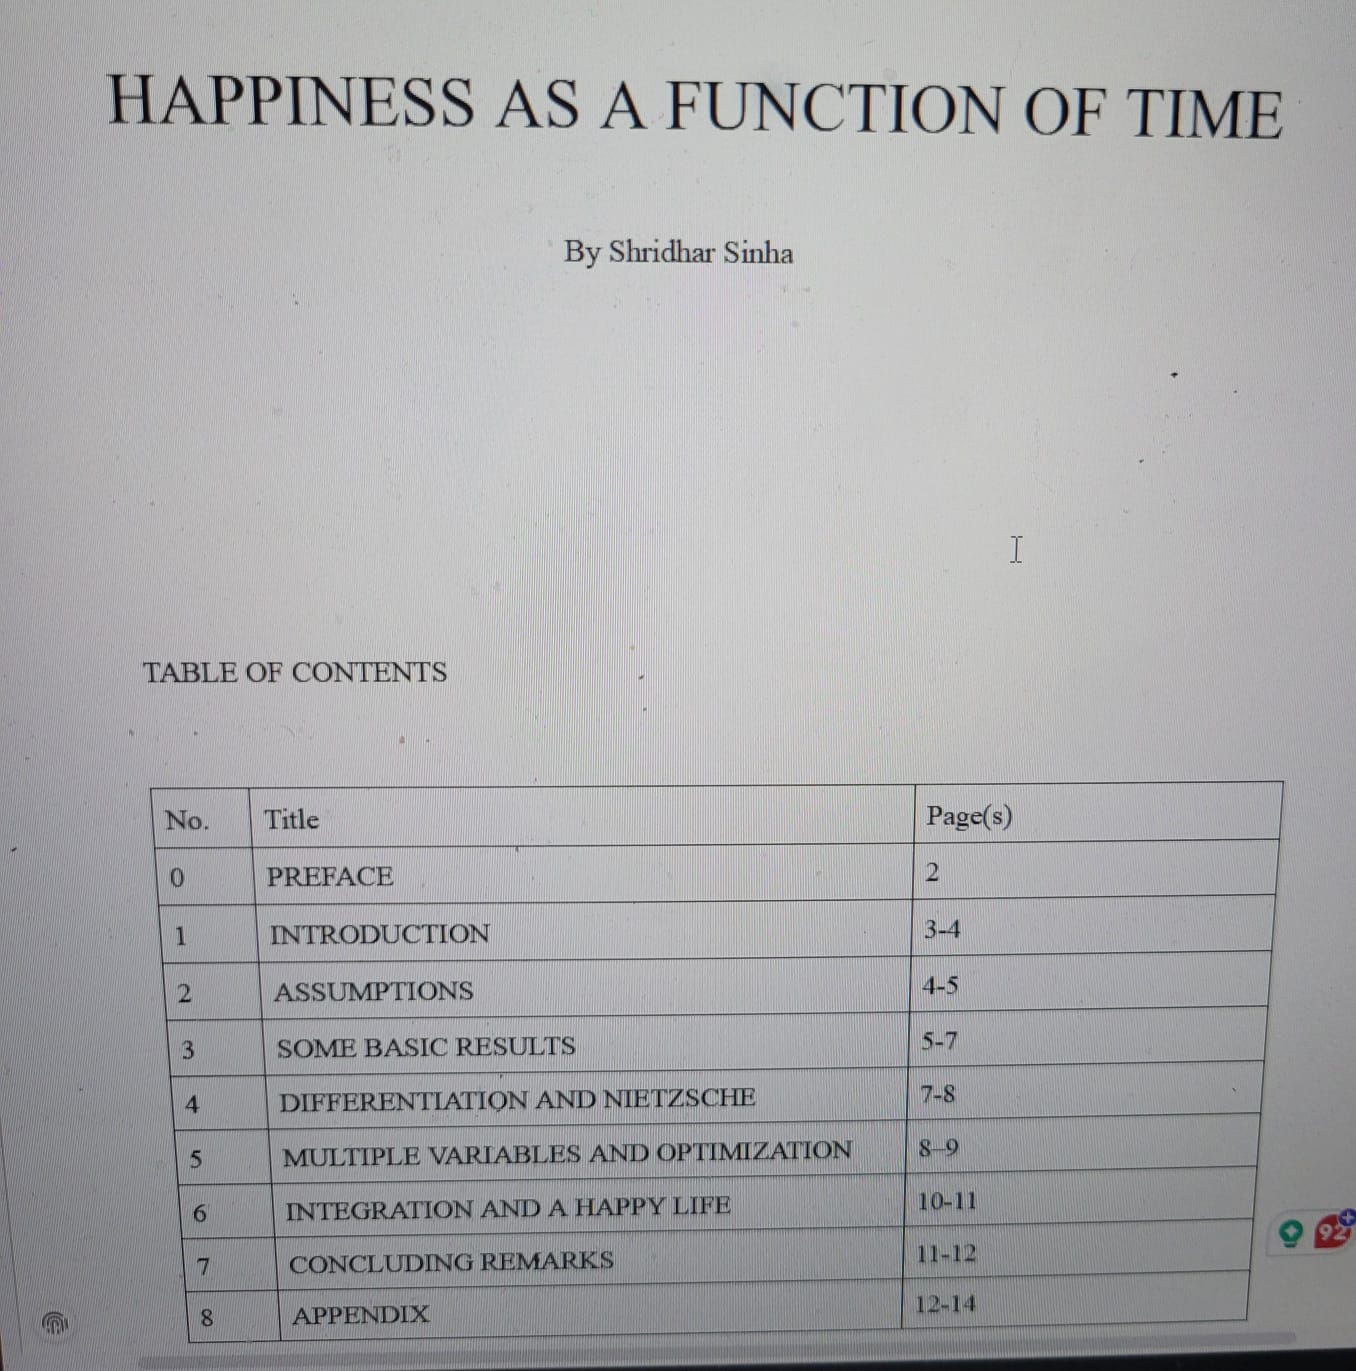 HAPPINESS AS A FUNCTION OF TIME
By Shridhar Sinha
TABLE OF CONTENTS
No. Title Page(s)
0 PREFACE 2
1 INTRODUCTION 3-4
2 ASSUMPTIONS 4-5
3 SOME BASIC RESULTS 5-7
4 DIFFERENTIATION AND NIETZSCHE 7-8
5 MULTIPLE VARIABLES AND OPTIMIZATION 8–9
6 INTEGRATION AND A HAPPY LIFE 10-11
92
7 CONCLUDING REMARKS 11-12
8 APPENDIX 12-14